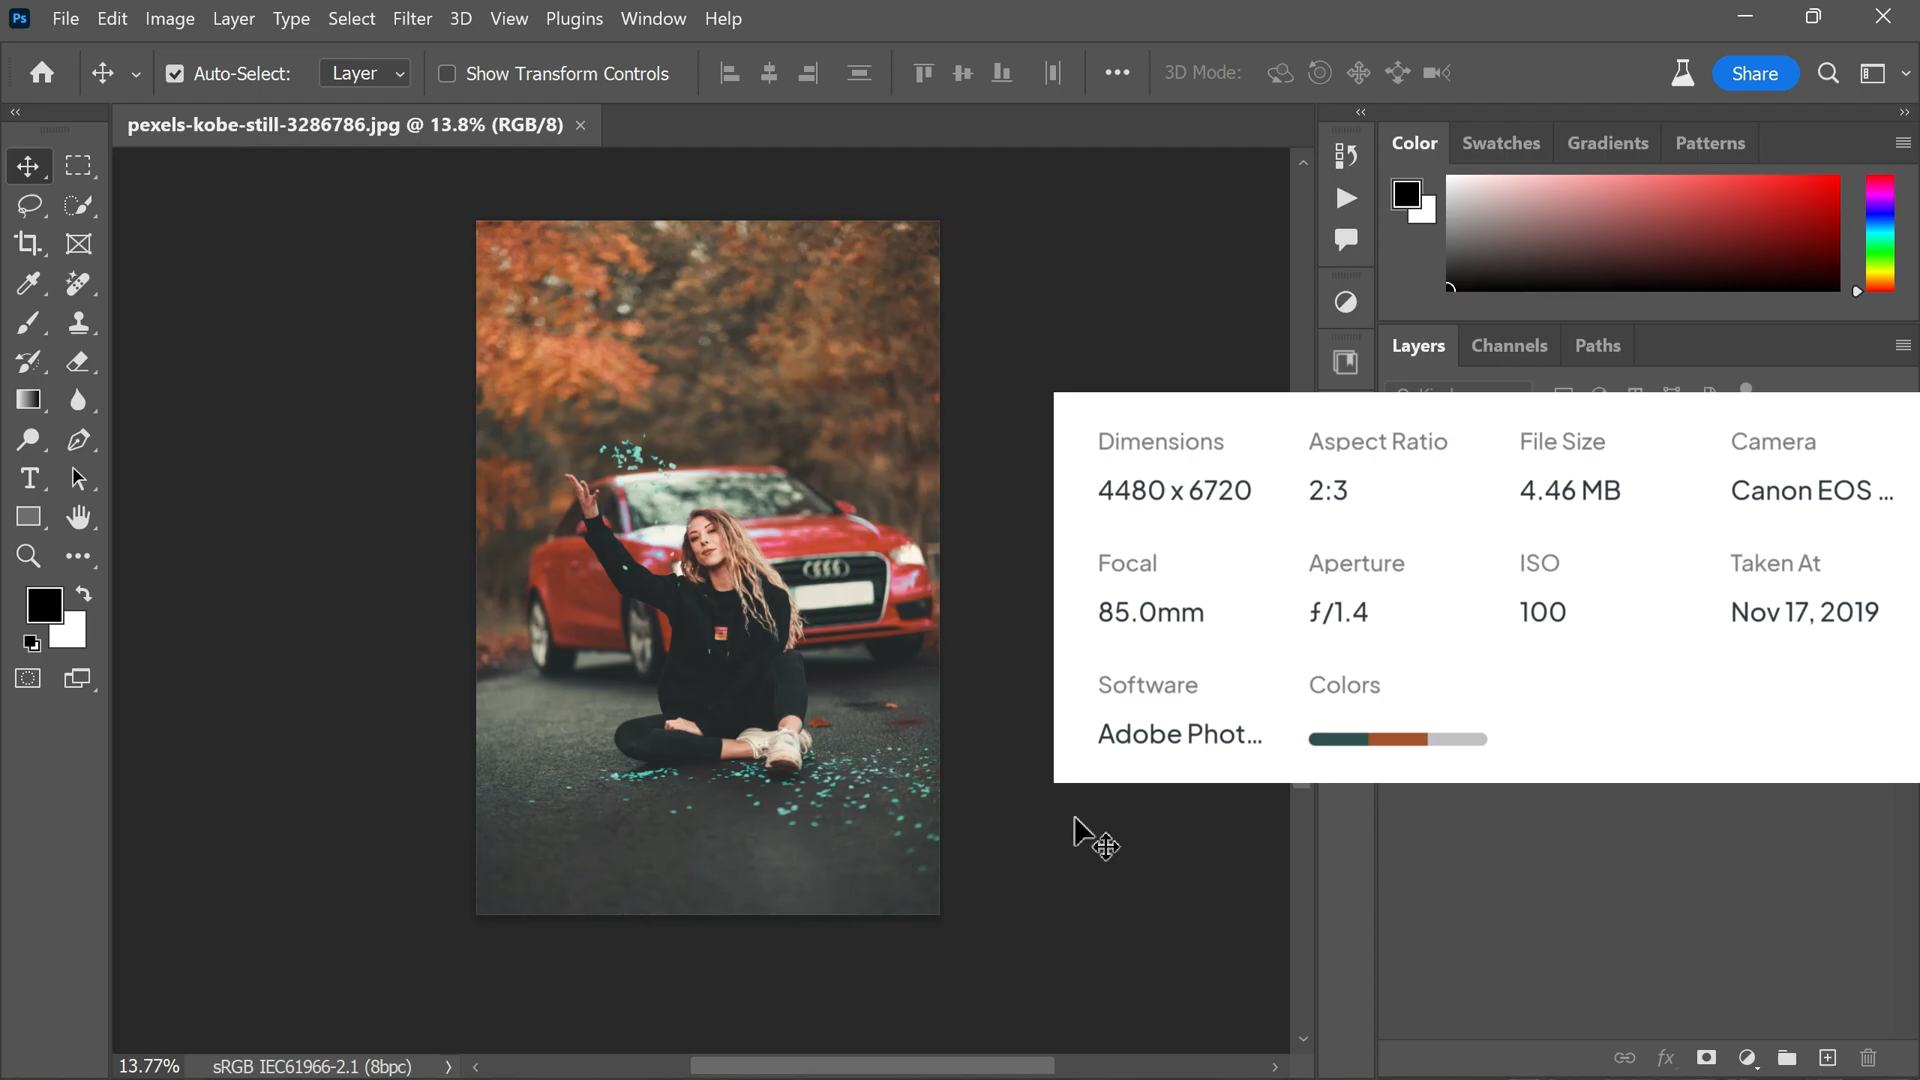 Ps File Edit Image Layer Type Select Filter 3D View Plugins Window Help
Auto-Select: Layer Show Transform Controls 3D Mode: Share
pexels-kobe-still-3286786.jpg @ 13.8% (RGB/8)
Color Swatches Gradients Patterns
Layers Channels Paths
Dimensions Aspect Ratio File Size Camera
4480 x 6720 2:3 4.46 MB Canon EOS ...
Focal Aperture ISO Taken At
85.0mm ƒ/1.4 100 Nov 17, 2019
Software Colors
Adobe Phot...
13.77% sRGB IEC61966-2.1 (8bpc)
fx